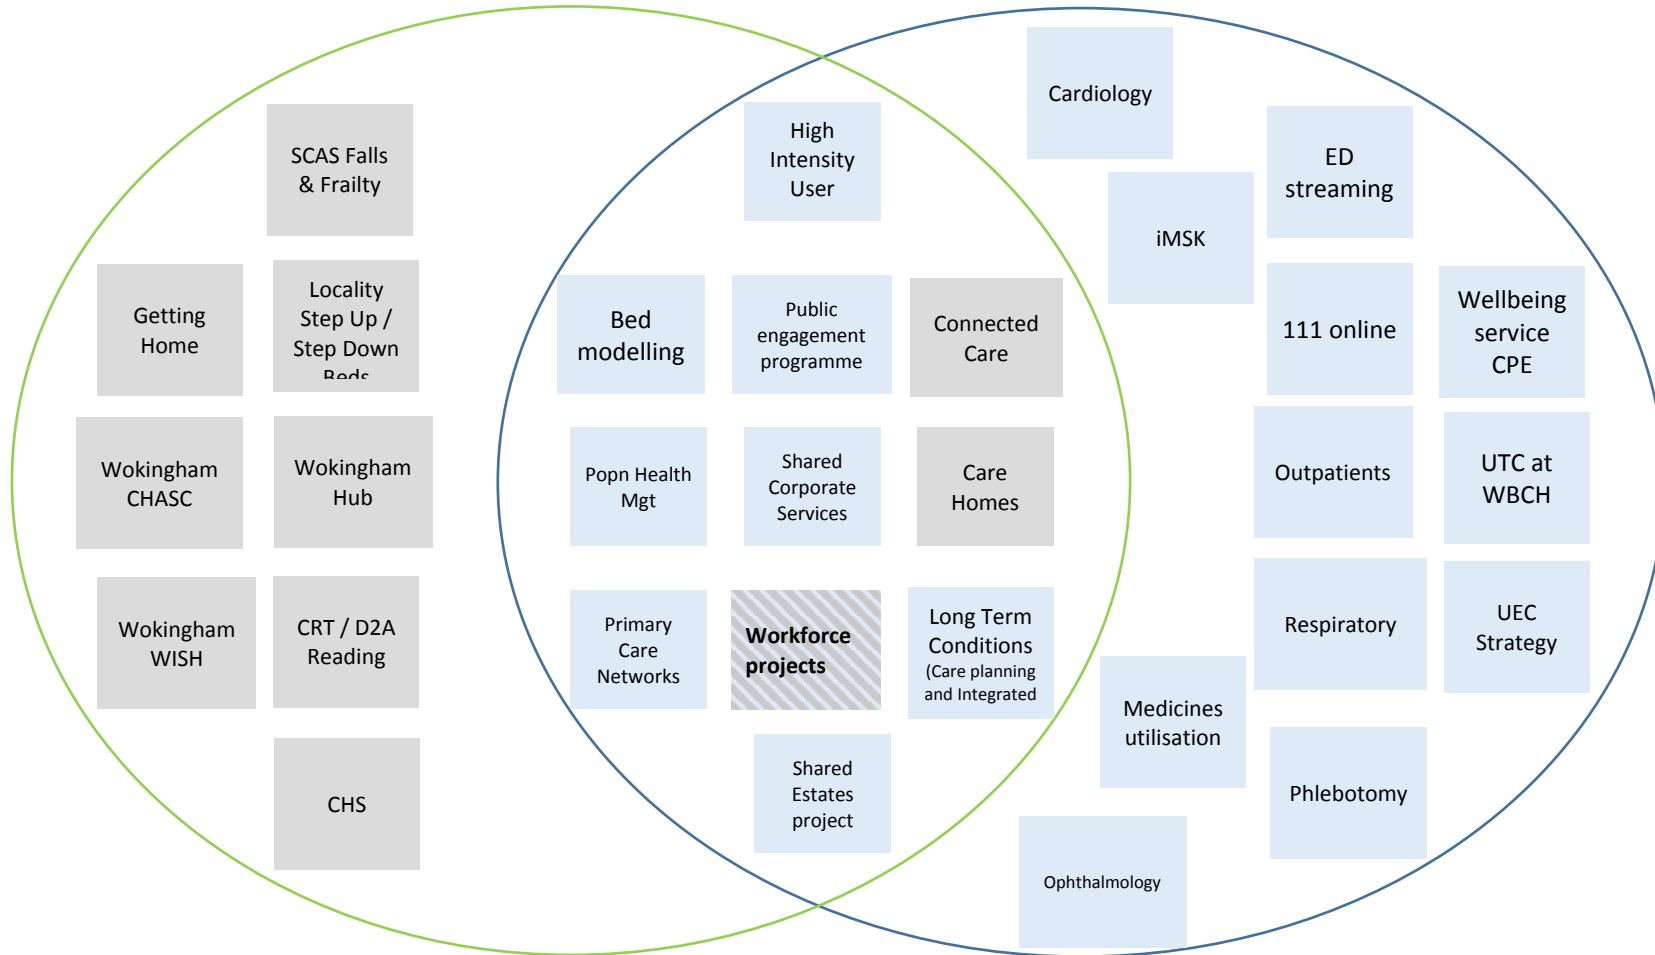 SCAS Falls
& Frailty
Getting
Home
Locality
Step Up /
Step Down
Beds
Wokingham
CHASC
Wokingham
Hub
Wokingham
WISH
CRT / D2A
Reading
CHS
High
Intensity
User
Bed
modelling
Public
engagement
programme
Connected
Care
Popn Health
Mgt
Shared
Corporate
Services
Care
Homes
Primary
Care
Networks
Workforce
projects
Long Term
Conditions
(Care planning
and Integrated
Shared
Estates
project
Cardiology
iMSK
ED
streaming
111 online
Wellbeing
service
CPE
Outpatients
UTC at
WBCH
Respiratory
UEC
Strategy
Medicines
utilisation
Phlebotomy
Ophthalmology